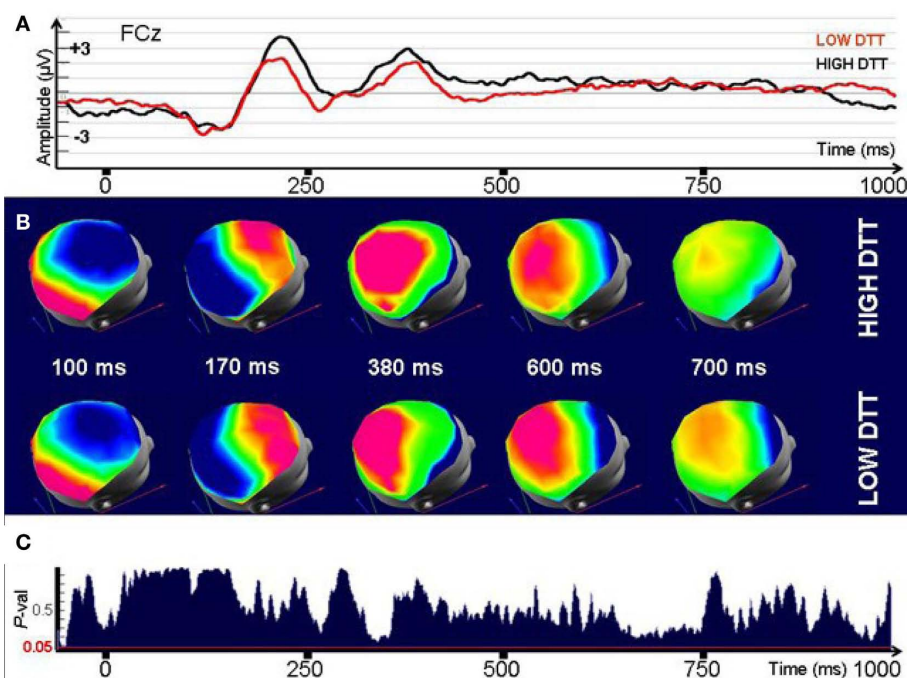 A
FCz
+3
-3
Amplitude (µV)
LOW DTT
HIGH DTT
Time (ms)
0 250 500 750 1000
B
HIGH DTT
100 ms 170 ms 380 ms 600 ms 700 ms
LOW DTT
C
P-val
0.5
0.05
0 250 500 750 Time (ms) 1000